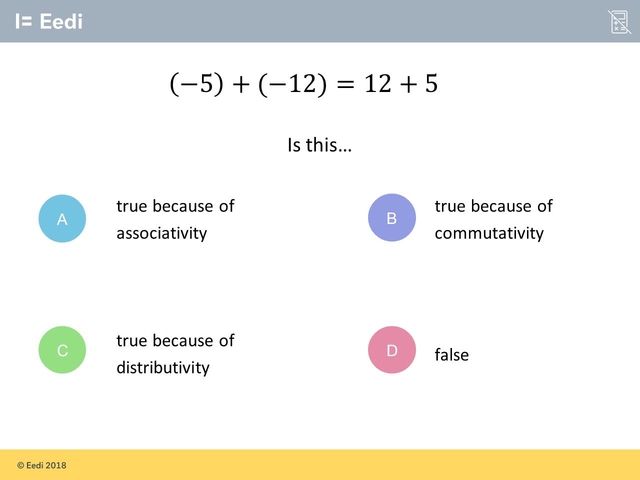 I= Eedi
(−5) + (−12) = 12 + 5
Is this…
A
true because of
associativity
B
true because of
commutativity
C
true because of
distributivity
D
false
© Eedi 2018